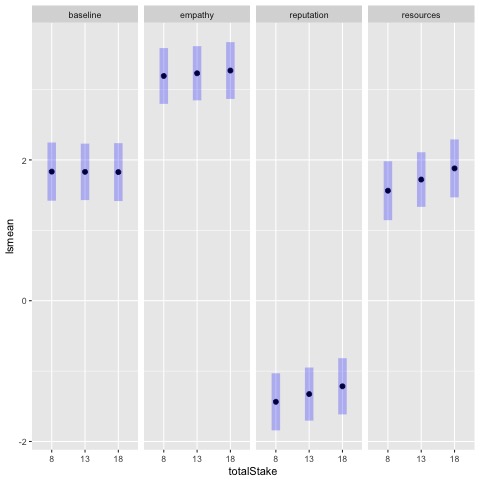 baseline empathy reputation resources
2
0
-2
lsmean
8 13 18 8 13 18 8 13 18 8 13 18
totalStake